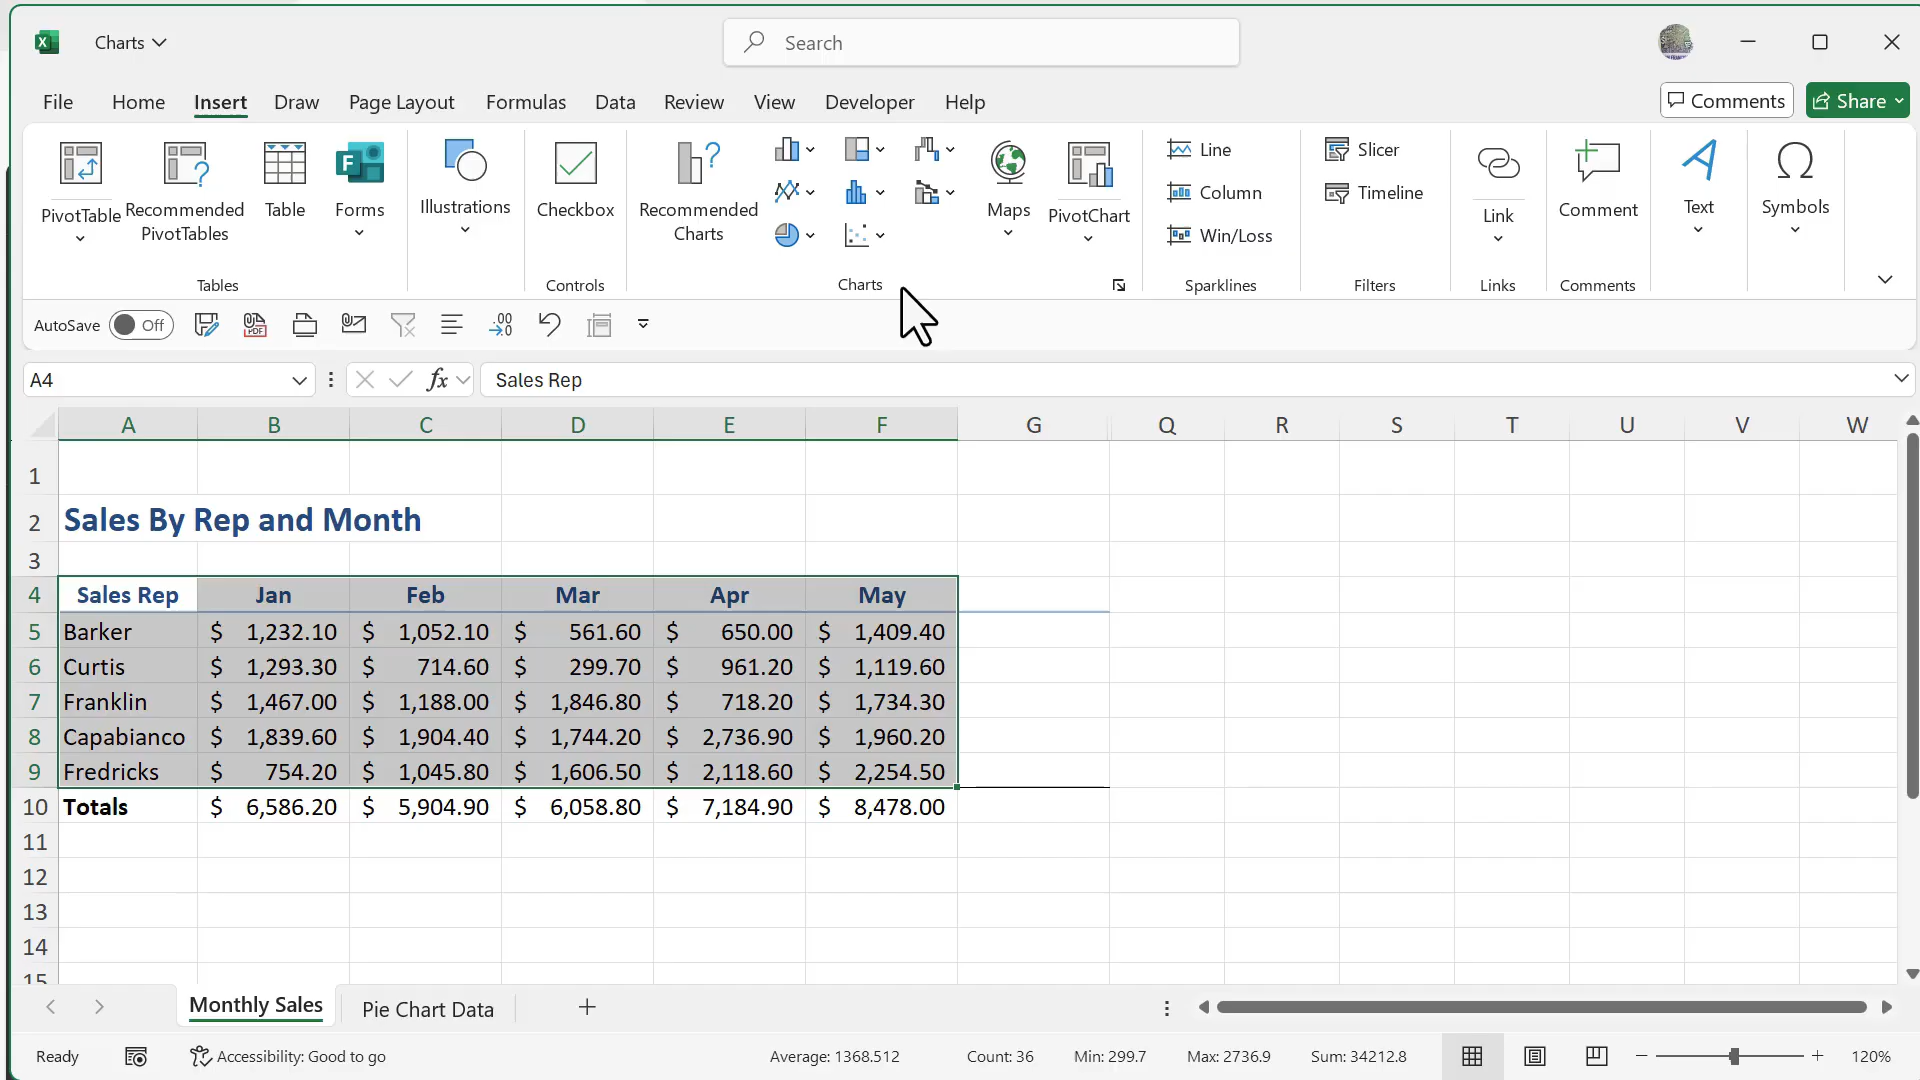 Charts
Search
File Home Insert Draw Page Layout Formulas Data Review View Developer Help
Comments Share
PivotTable
Recommended
PivotTables
Table
Forms
Tables
Illustrations
Checkbox
Controls
Recommended
Charts
Maps
PivotChart
Charts
Line
Column
Win/Loss
Sparklines
Slicer
Timeline
Filters
Link
Links
Comment
Comments
Text
Symbols
AutoSave Off
PDF
.00
A4
fx
Sales Rep
A B C D E F G Q R S T U V W
1
2 Sales By Rep and Month
3
4 Sales Rep Jan Feb Mar Apr May
5 Barker $ 1,232.10 $ 1,052.10 $ 561.60 $ 650.00 $ 1,409.40
6 Curtis $ 1,293.30 $ 714.60 $ 299.70 $ 961.20 $ 1,119.60
7 Franklin $ 1,467.00 $ 1,188.00 $ 1,846.80 $ 718.20 $ 1,734.30
8 Capabianco $ 1,839.60 $ 1,904.40 $ 1,744.20 $ 2,736.90 $ 1,960.20
9 Fredricks $ 754.20 $ 1,045.80 $ 1,606.50 $ 2,118.60 $ 2,254.50
10 Totals $ 6,586.20 $ 5,904.90 $ 6,058.80 $ 7,184.90 $ 8,478.00
11
12
13
14
15
Monthly Sales Pie Chart Data
Ready Accessibility: Good to go Average: 1368.512 Count: 36 Min: 299.7 Max: 2736.9 Sum: 34212.8 120%